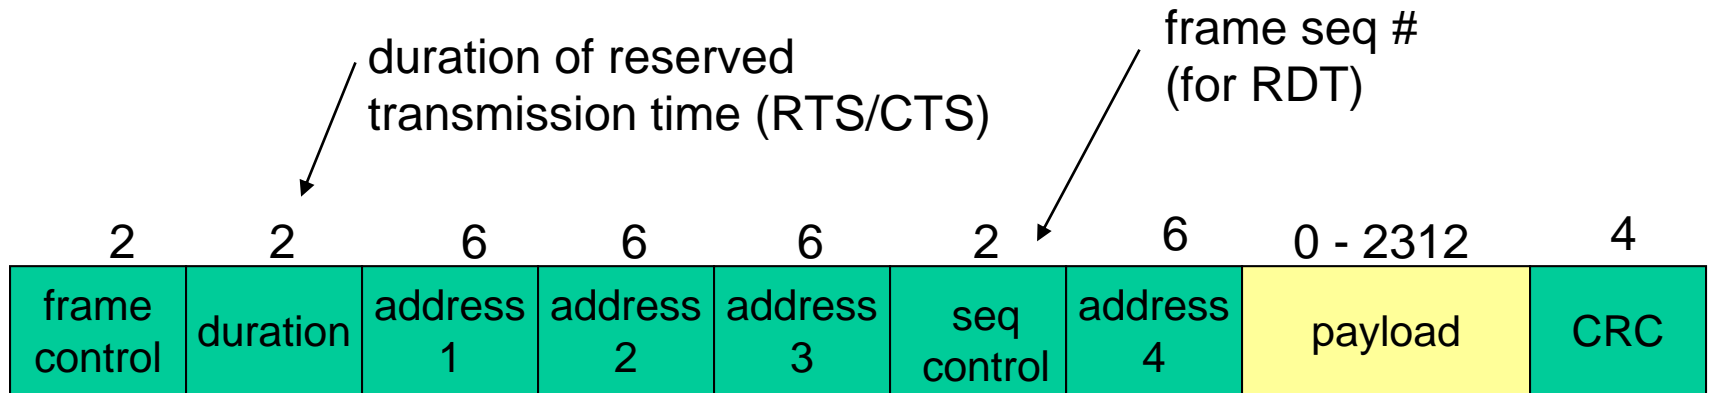 duration of reserved
transmission time (RTS/CTS)
frame seq #
(for RDT)
2 2 6 6 6 2 6 0 - 2312 4
frame
control
duration
address
1
address
2
address
3
seq
control
address
4
payload
CRC